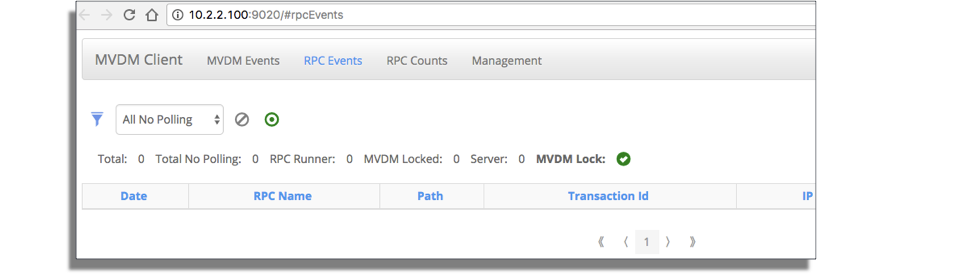 10.2.2.100:9020/#rpcEvents
MVDM Client MVDM Events RPC Events RPC Counts Management
All No Polling
Total: 0 Total No Polling: 0 RPC Runner: 0 MVDM Locked: 0 Server: 0 MVDM Lock:
Date RPC Name Path Transaction Id IP
《 〈 1 〉 》